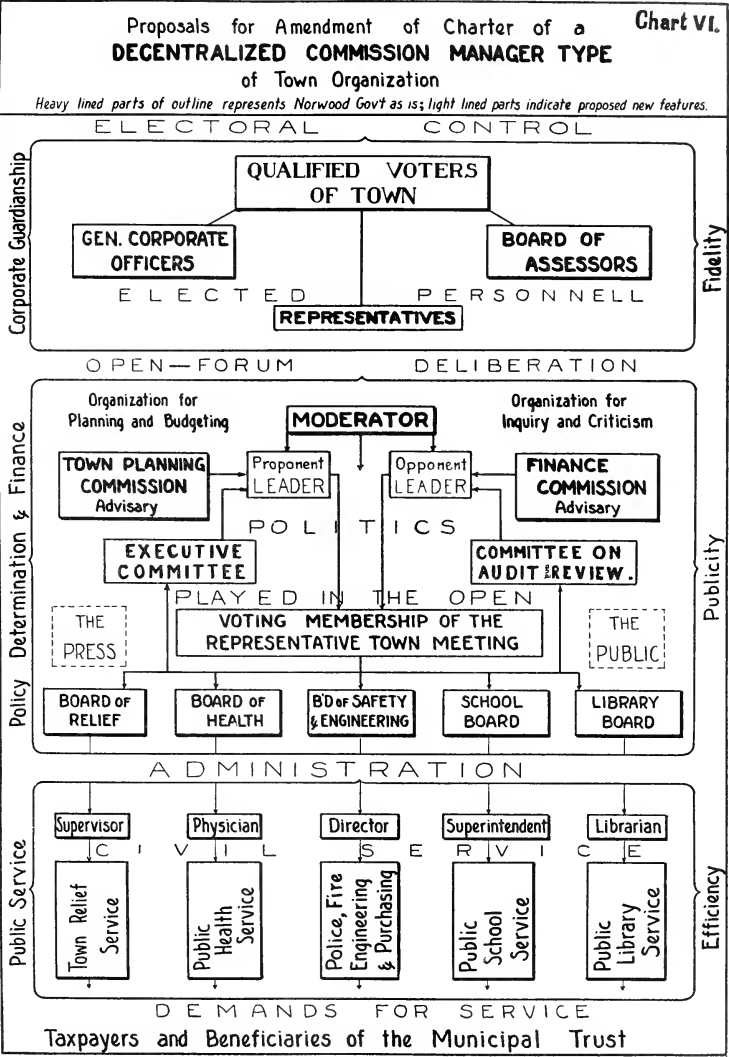 Chart VI.
Proposals for Amendment of Charter of a
DECENTRALIZED COMMISSION MANAGER TYPE
of Town Organization
Heavy lined parts of outline represents Norwood Gov't as is; light lined parts indicate proposed new features.
ELECTORAL CONTROL
Corporate Guardianship
Fidelity
QUALIFIED VOTERS
OF TOWN
GEN. CORPORATE
OFFICERS
BOARD OF
ASSESSORS
ELECTED PERSONNELL
REPRESENTATIVES
OPEN-FORUM DELIBERATION
Policy Determination & Finance
Publicity
Organization for
Planning and Budgeting
MODERATOR
Organization for
Inquiry and Criticism
TOWN PLANNING
COMMISSION
Advisary
Proponent
LEADER
Opponent
LEADER
FINANCE
COMMISSION
Advisary
POLITICS
EXECUTIVE
COMMITTEE
COMMITTEE ON
AUDIT AND REVIEW.
PLAYED IN THE OPEN
THE
PRESS
VOTING MEMBERSHIP OF THE
REPRESENTATIVE TOWN MEETING
THE
PUBLIC
BOARD OF
RELIEF
BOARD OF
HEALTH
B'D OF SAFETY
& ENGINEERING
SCHOOL
BOARD
LIBRARY
BOARD
ADMINISTRATION
Public Service
Efficiency
Supervisor
Physician
Director
Superintendent
Librarian
CIVIL SERVICE
Town Relief
Service
Public
Health
Service
Police, Fire
Engineering
& Purchasing
Public
School
Service
Public
Library
Service
DEMANDS FOR SERVICE
Taxpayers and Beneficiaries of the Municipal Trust